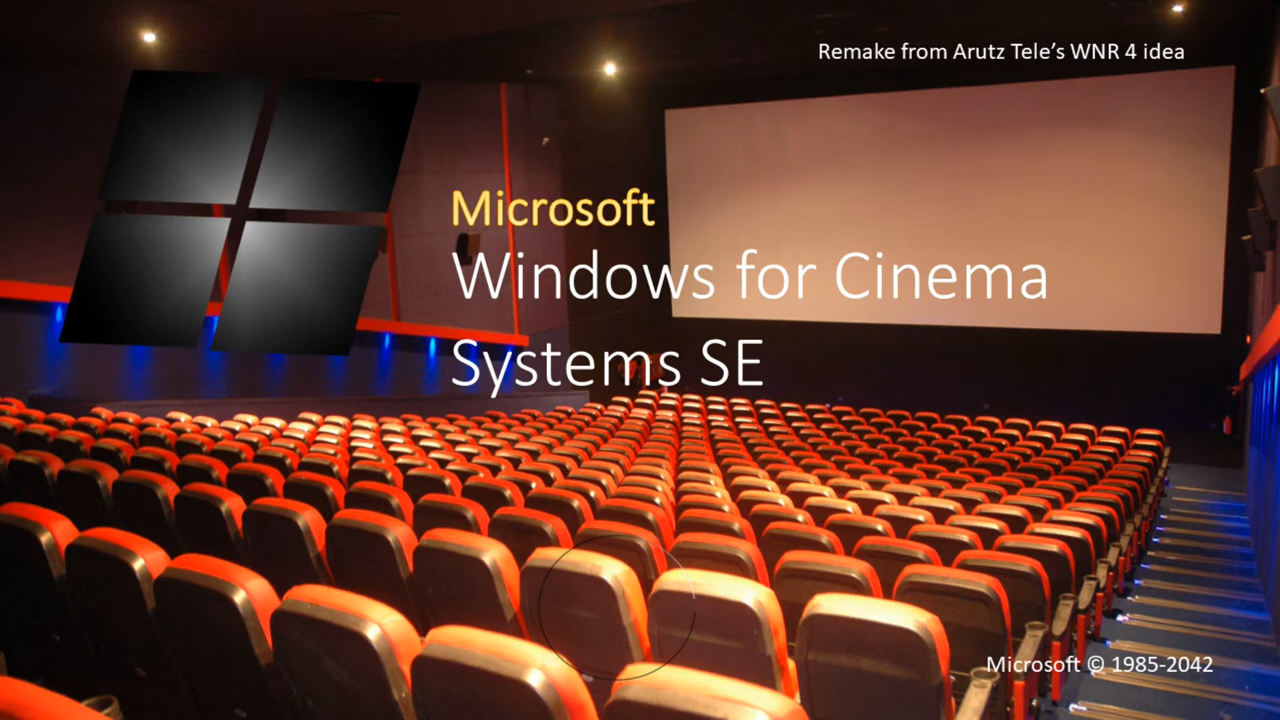 Remake from Arutz Tele’s WNR 4 idea
Microsoft
Windows for Cinema
Systems SE
Microsoft © 1985-2042